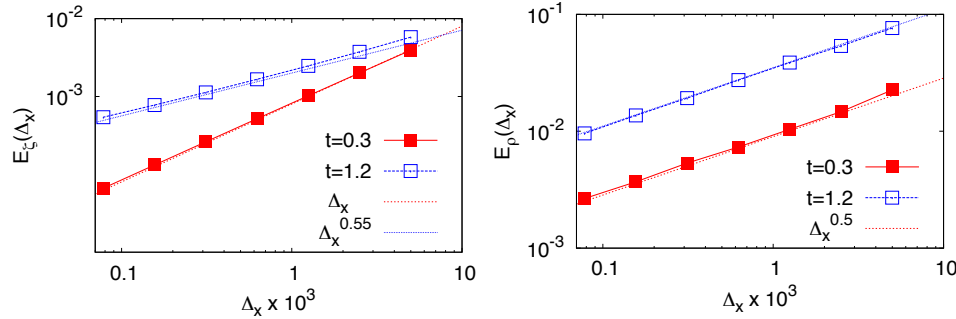 10^-2
10^-3
E_ζ(Δ_x)
t=0.3
t=1.2
Δ_x
Δ_x^0.55
0.1
1
10
Δ_x x 10^3
10^-1
10^-2
10^-3
E_ρ(Δ_x)
t=0.3
t=1.2
Δ_x^0.5
0.1
1
10
Δ_x x 10^3